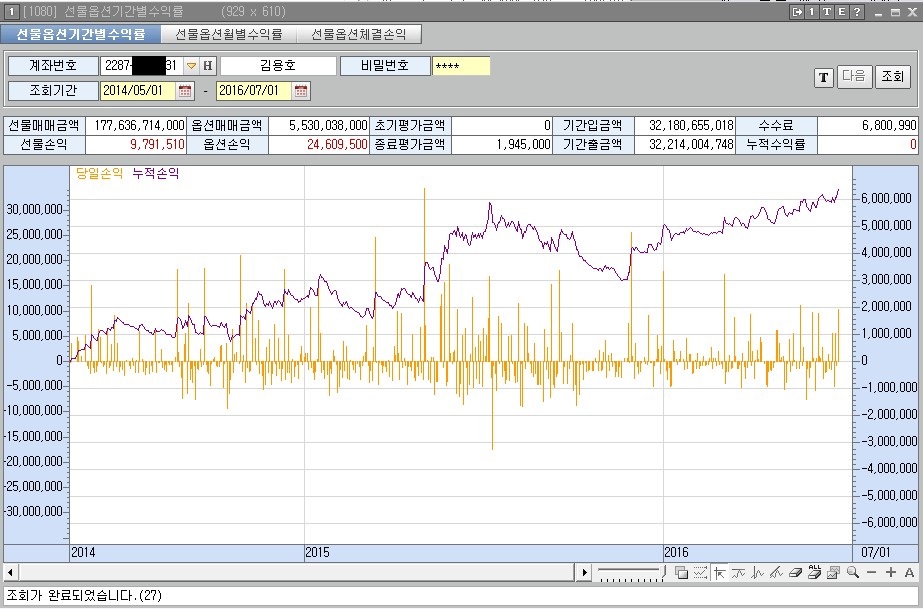 1 [1080] 선물옵션기간별수익률 (929 x 610) 1 T E ?
선물옵션기간별수익률 선물옵션월별수익률 선물옵션체결손익
계좌번호 2287- 31 H 김용호 비밀번호 ****
조회기간 2014/05/01 - 2016/07/01 T 다음 조회
선물매매금액 177,636,714,000 옵션매매금액 5,530,038,000 초기평가금액 0 기간입금액 32,180,655,018 수수료 6,800,990
선물손익 9,791,510 옵션손익 24,609,500 종료평가금액 1,945,000 기간출금액 32,214,004,748 누적수익률 0
당일손익 누적손익
30,000,000 6,000,000
25,000,000 5,000,000
20,000,000 4,000,000
15,000,000 3,000,000
10,000,000 2,000,000
5,000,000 1,000,000
0 0
-5,000,000 -1,000,000
-10,000,000 -2,000,000
-15,000,000 -3,000,000
-20,000,000 -4,000,000
-25,000,000 -5,000,000
-30,000,000 -6,000,000
2014 2015 2016 07/01
ALL A
조회가 완료되었습니다.(27)